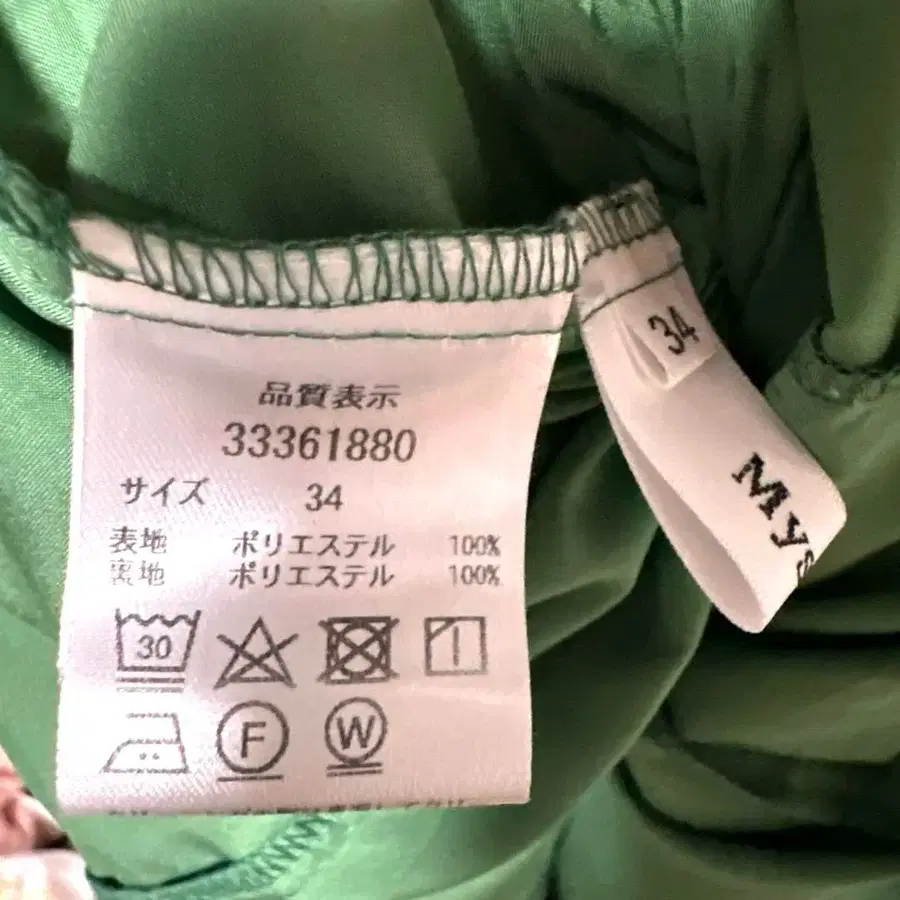 品質表示
33361880
サイズ 34
表地 ポリエステル 100%
裏地 ポリエステル 100%
30
F W
34
Mys